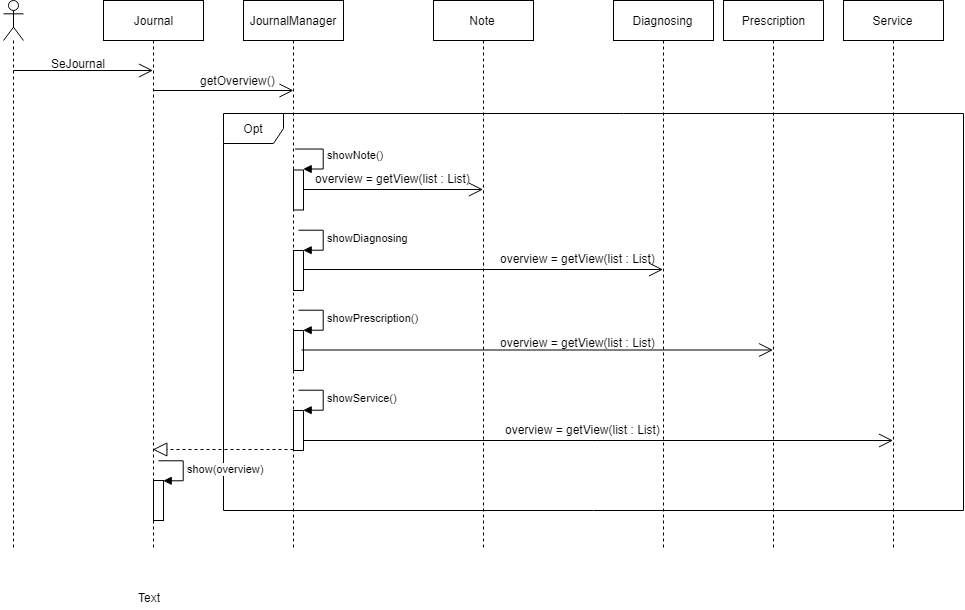 Journal
JournalManager
Note
Diagnosing
Prescription
Service
SeJournal
getOverview()
Opt
showNote()
overview = getView(list : List)
showDiagnosing
overview = getView(list : List)
showPrescription()
overview = getView(list : List)
showService()
overview = getView(list : List)
show(overview)
Text